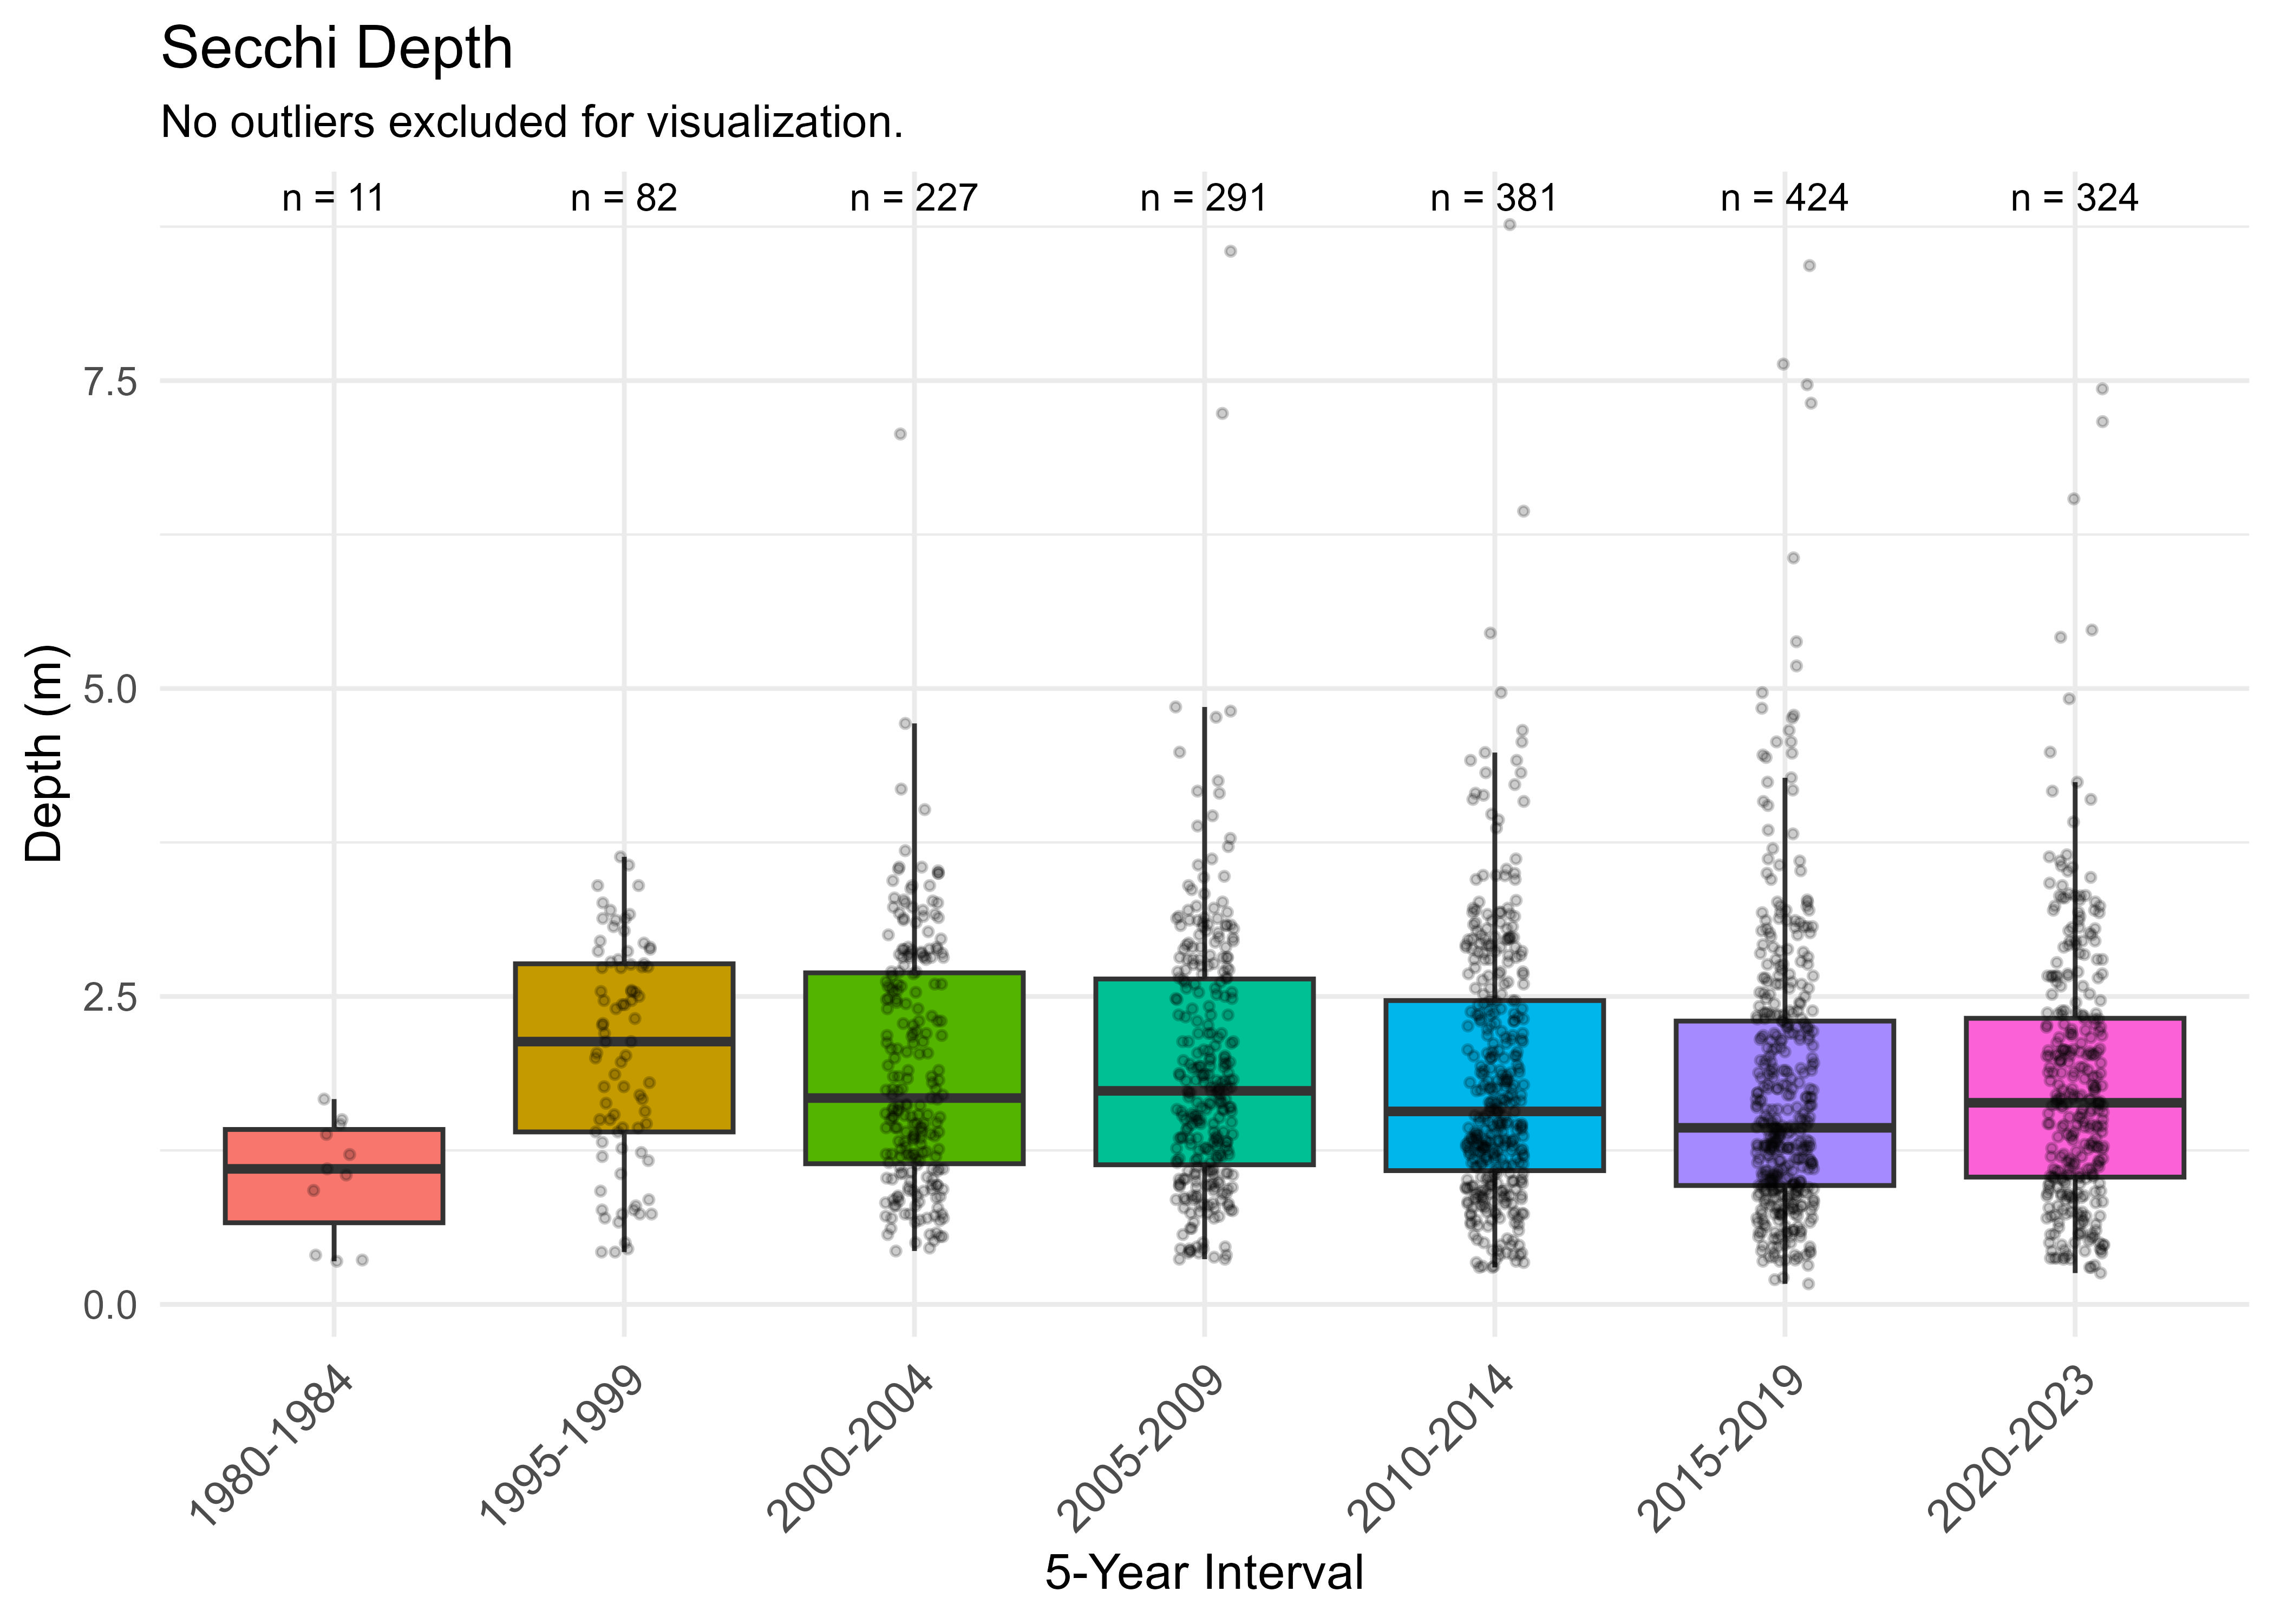 Secchi Depth
No outliers excluded for visualization.
n = 11 n = 82 n = 227 n = 291 n = 381 n = 424 n = 324
7.5
5.0
2.5
0.0
Depth (m)
1980-1984 1995-1999 2000-2004 2005-2009 2010-2014 2015-2019 2020-2023
5-Year Interval